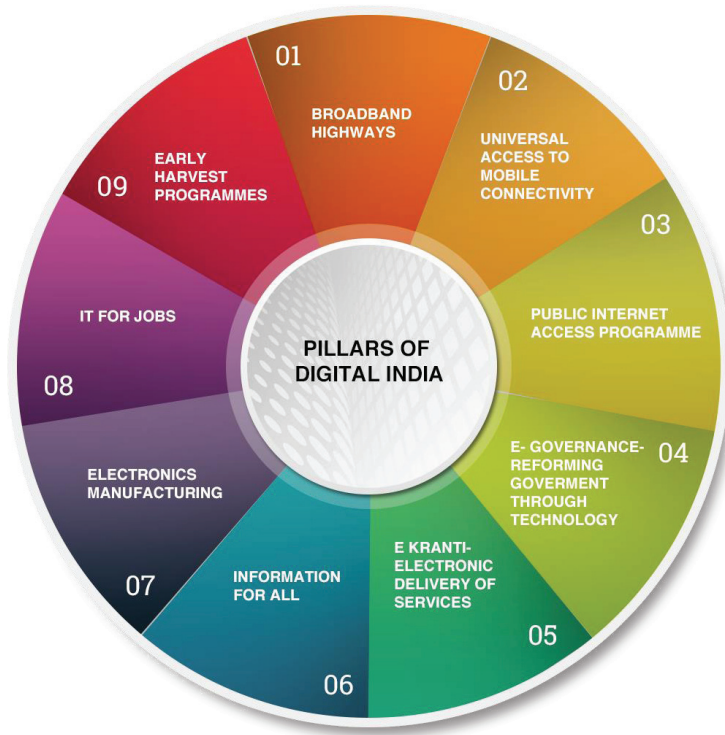 PILLARS OF
DIGITAL INDIA
01
BROADBAND
HIGHWAYS
02
UNIVERSAL
ACCESS TO
MOBILE
CONNECTIVITY
03
PUBLIC INTERNET
ACCESS PROGRAMME
04
E- GOVERNANCE-
REFORMING
GOVERMENT
THROUGH
TECHNOLOGY
05
E KRANTI-
ELECTRONIC
DELIVERY OF
SERVICES
06
INFORMATION
FOR ALL
07
ELECTRONICS
MANUFACTURING
08
IT FOR JOBS
09
EARLY
HARVEST
PROGRAMMES